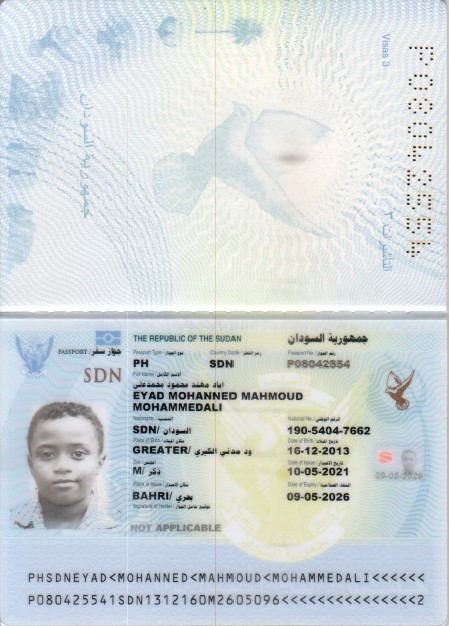 Visas 3
التأشيرات ٣
P08042554
جمهورية السودان
THE REPUBLIC OF THE SUDAN جمهورية السودان
PASSPORT/ جواز سفر
Passport Type / نوع الجواز Country Code / رمز القطر Passport No./ رقم الجواز
SDN
PH SDN P08042554
Full Name / الاسم الكامل
اياد مهند محمود محمدعلى
EYAD MOHANNED MAHMOUD
MOHAMMEDALI
Nationality / الجنسية National No. / الرقم الوطني
SDN/ السودان 190-5404-7662
Place of Birth / مكان الميلاد Date of Birth / تاريخ الميلاد
GREATER/ ود مدني الكبري 16-12-2013
Sex / الجنس Date of Issue / تاريخ الاصدار
M/ ذكر 10-05-2021
09-05-2026
Place of Issue / مكان الاصدار Date of Expiry /
BAHRI/ بحري 09-05-2026
Signature of Holder / توقيع حامل الجواز
NOT APPLICABLE
PHSDNEYAD<MOHANNED<MAHMOUD<MOHAMMEDALI<<<<<<
P080425541SDN1312160M2605096<<<<<<<<<<<<<<<2